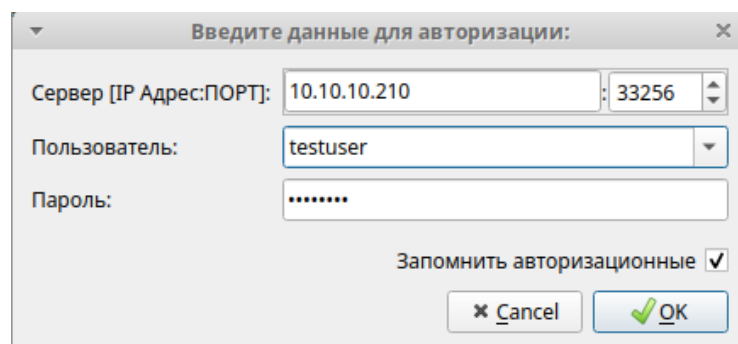 Введите данные для авторизации:
Сервер [IP Адрес:ПОРТ]: 10.10.10.210 : 33256
Пользователь: testuser
Пароль: ••••••••
Запомнить авторизационные
Cancel OK